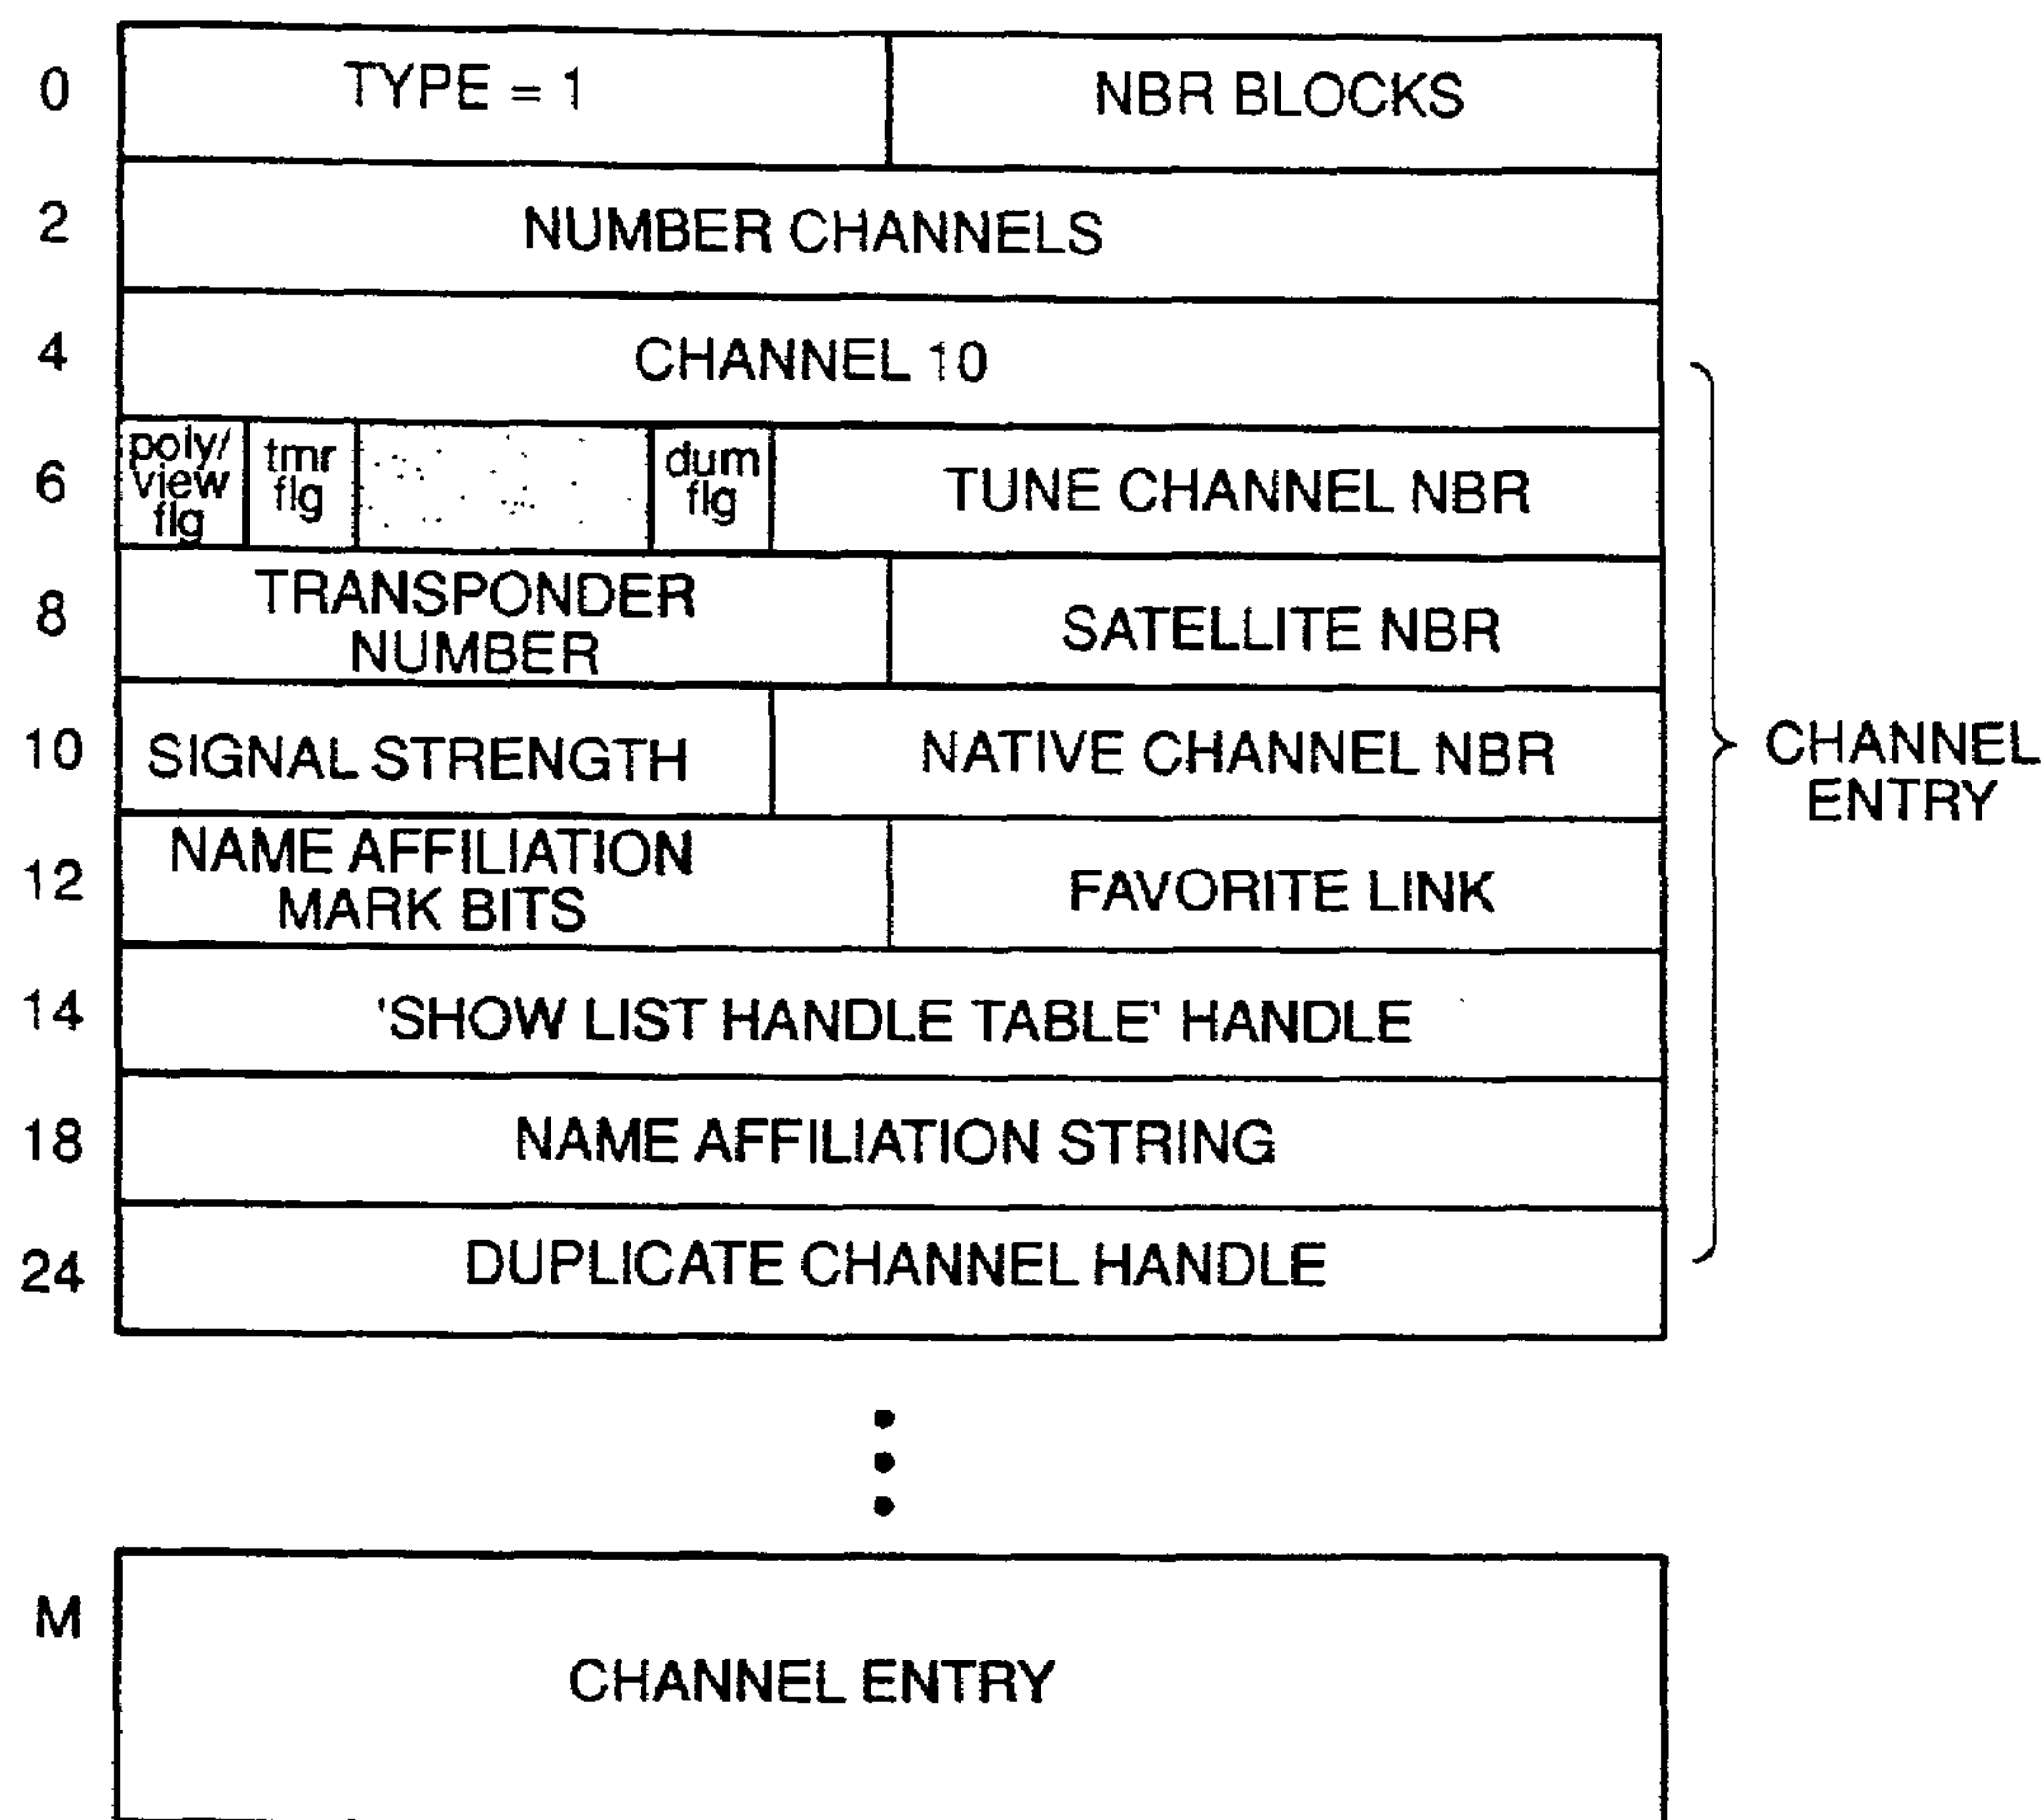 0
TYPE = 1
NBR BLOCKS
2
NUMBER CHANNELS
4
CHANNEL 10
6
poly/
view
flg
tmr
flg
dum
flg
TUNE CHANNEL NBR
8
TRANSPONDER
NUMBER
SATELLITE NBR
10
SIGNAL STRENGTH
NATIVE CHANNEL NBR
CHANNEL
ENTRY
12
NAME AFFILIATION
MARK BITS
FAVORITE LINK
14
'SHOW LIST HANDLE TABLE' HANDLE
18
NAME AFFILIATION STRING
24
DUPLICATE CHANNEL HANDLE
M
CHANNEL ENTRY